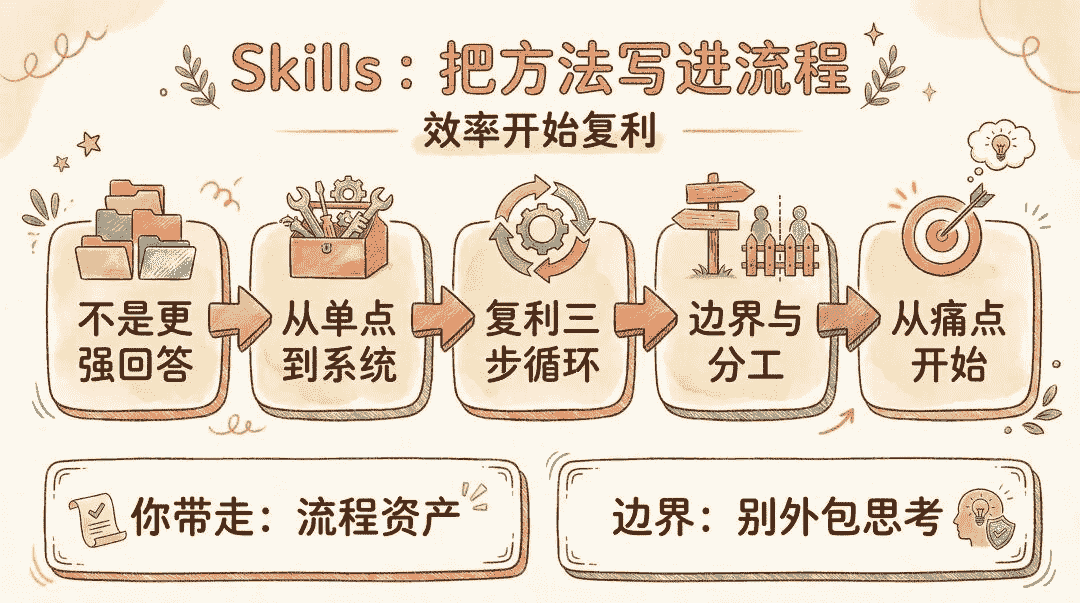 Skills：把方法写进流程
效率开始复利
不是更
强回答
从单点
到系统
复利三
步循环
边界与
分工
从痛点
开始
你带走：流程资产
边界：别外包思考